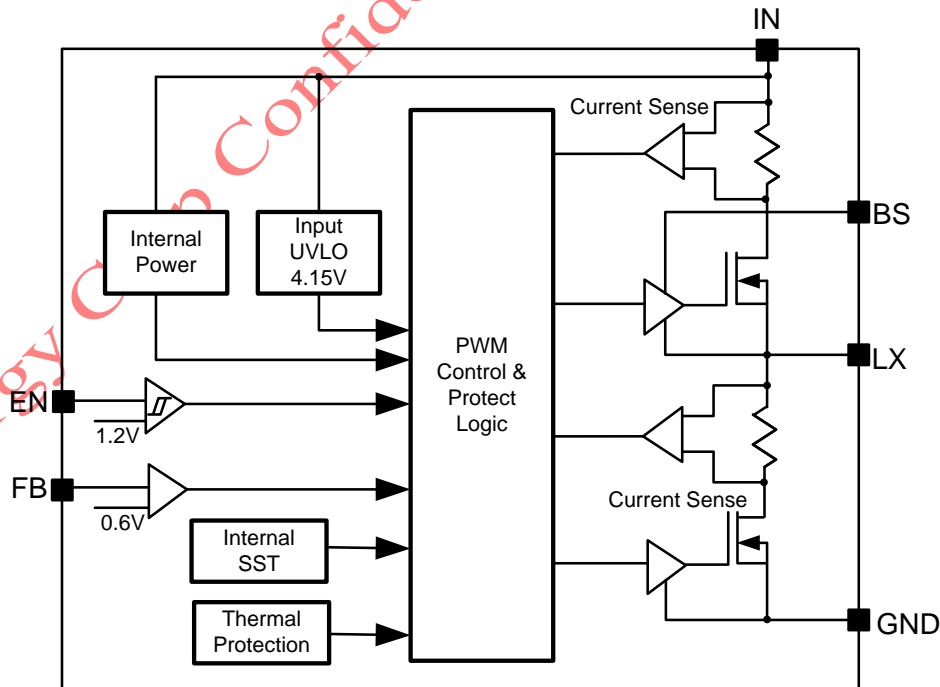 IN
Current Sense
BS
Internal
Power
Input
UVLO
4.15V
PWM
Control &
Protect
Logic
LX
EN
1.2V
FB
0.6V
Current Sense
Internal
SST
Thermal
Protection
GND